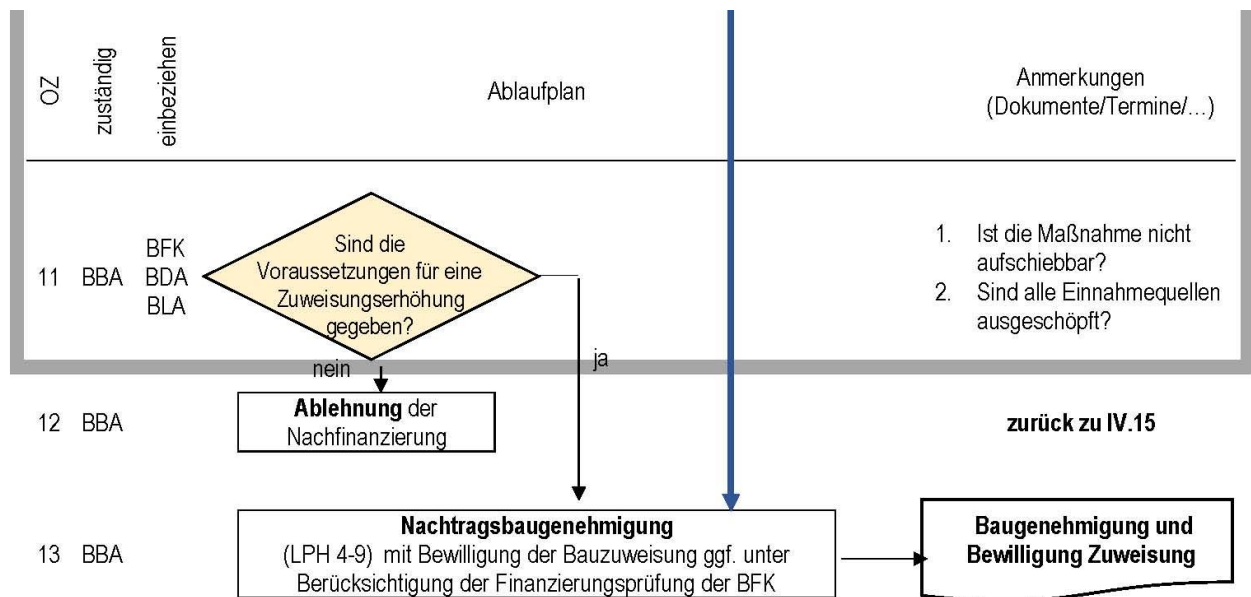 OZ
zuständig
einbeziehen
Ablaufplan
Anmerkungen
(Dokumente/Termine/…)
11 BBA
BFK
BDA
BLA
Sind die
Voraussetzungen für eine
Zuweisungserhöhung
gegeben?
1. Ist die Maßnahme nicht
aufschiebbar?
2. Sind alle Einnahmequellen
ausgeschöpft?
nein
ja
12 BBA
Ablehnung der
Nachfinanzierung
zurück zu IV.15
13 BBA
Nachtragsbaugenehmigung
(LPH 4-9) mit Bewilligung der Bauzuweisung ggf. unter
Berücksichtigung der Finanzierungsprüfung der BFK
Baugenehmigung und
Bewilligung Zuweisung